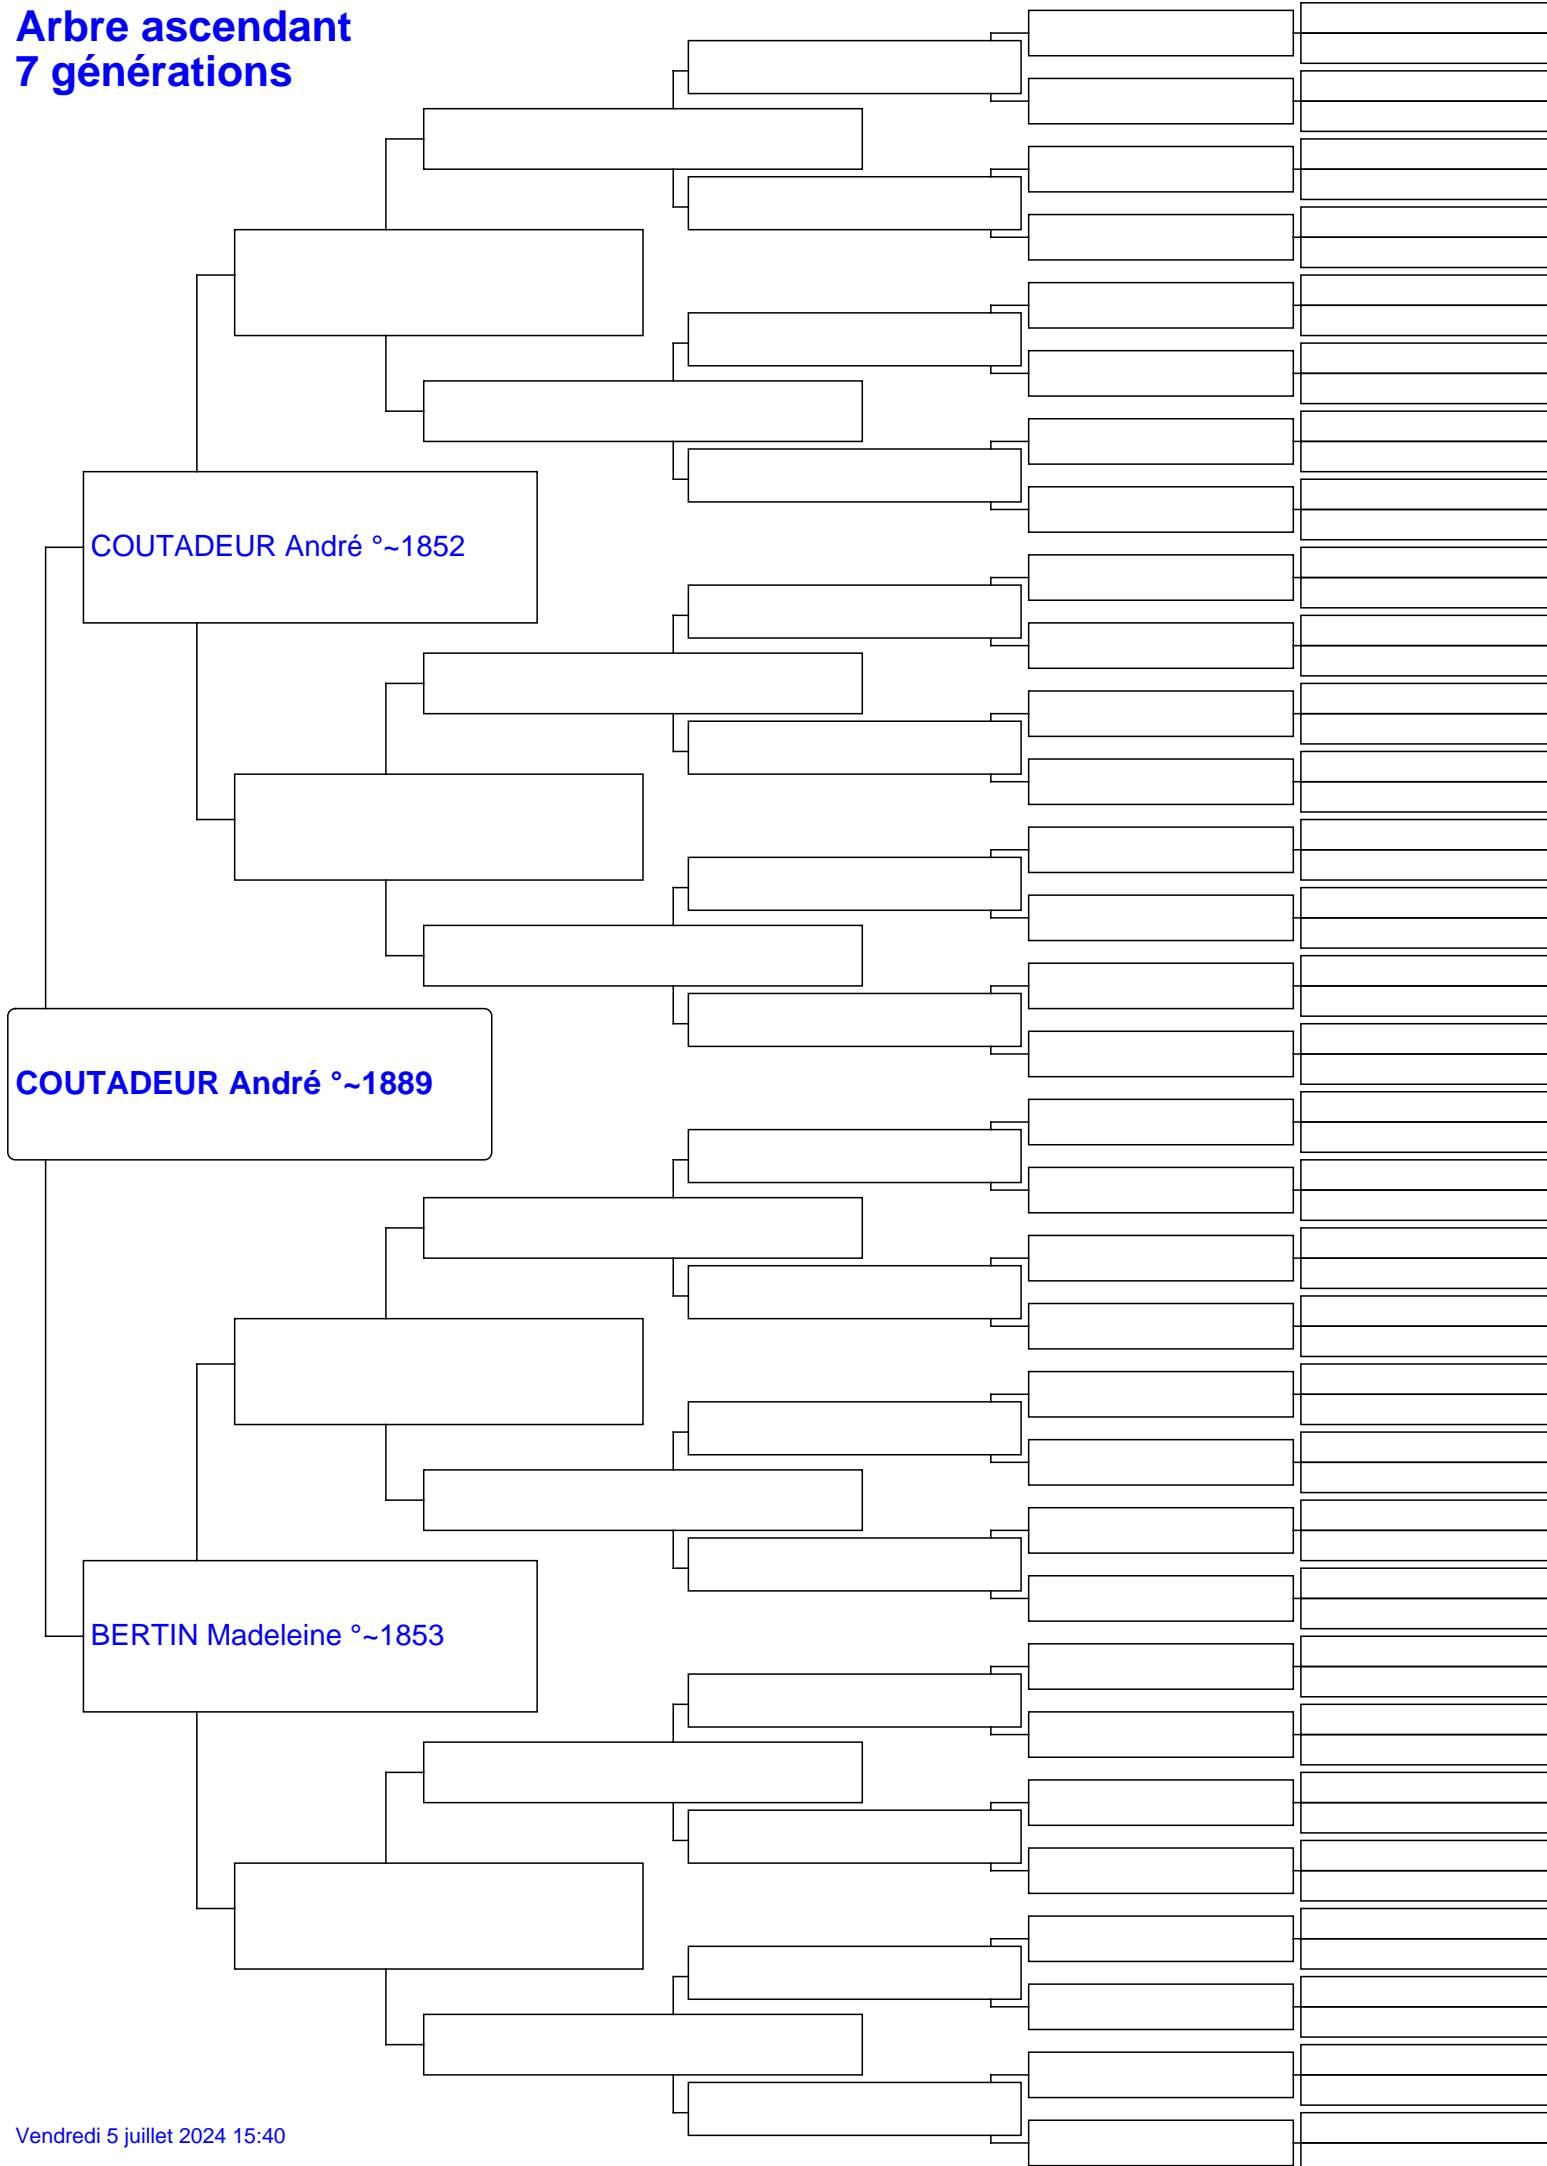 Arbre ascendant
7 générations
COUTADEUR André °~1852
COUTADEUR André °~1889
BERTIN Madeleine °~1853
Vendredi 5 juillet 2024 15:40